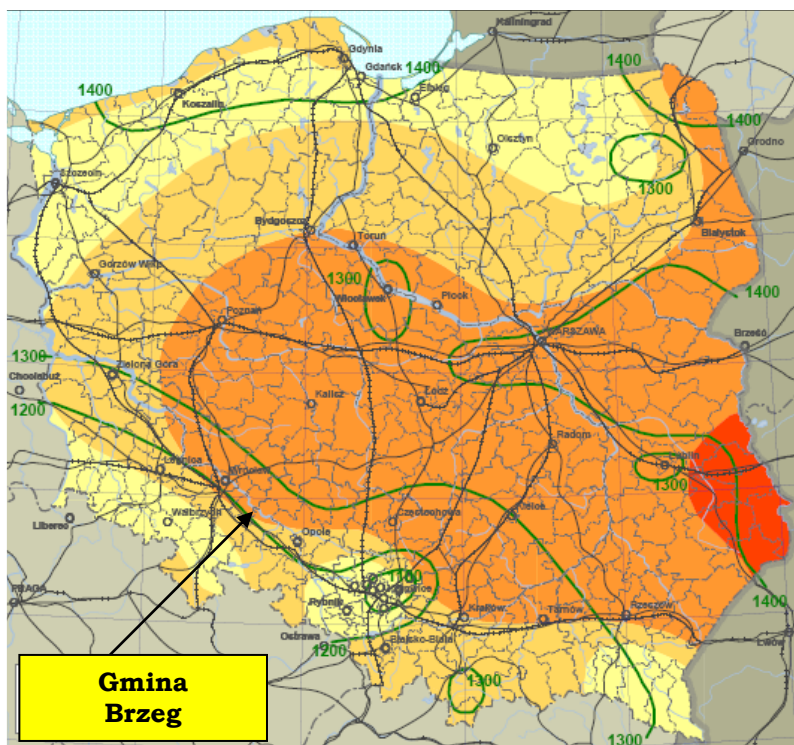 Kaliningrad
Gdynia
Gdańsk
1400
1400
1400
Koszalin
Elbląg
1400
Olsztyn
Grodno
Szczecin
1300
Bydgoszcz
Toruń
Białystok
Gorzów Wlkp.
1300
Włocławek
Płock
1400
Poznań
WARSZAWA
Brześć
1300
Zielona Góra
Chociebuż
1200
Kalisz
Łódź
Radom
Legnica
Wrocław
Lublin
1300
Liberec
Wałbrzych
Częstochowa
Kielce
Opole
PRAGA
Rybnik
Kraków
Tarnów
Rzeszów
1400
Ostrawa
1200
Bielsko-Biała
Lwów
Gmina
Brzeg
1300
1300